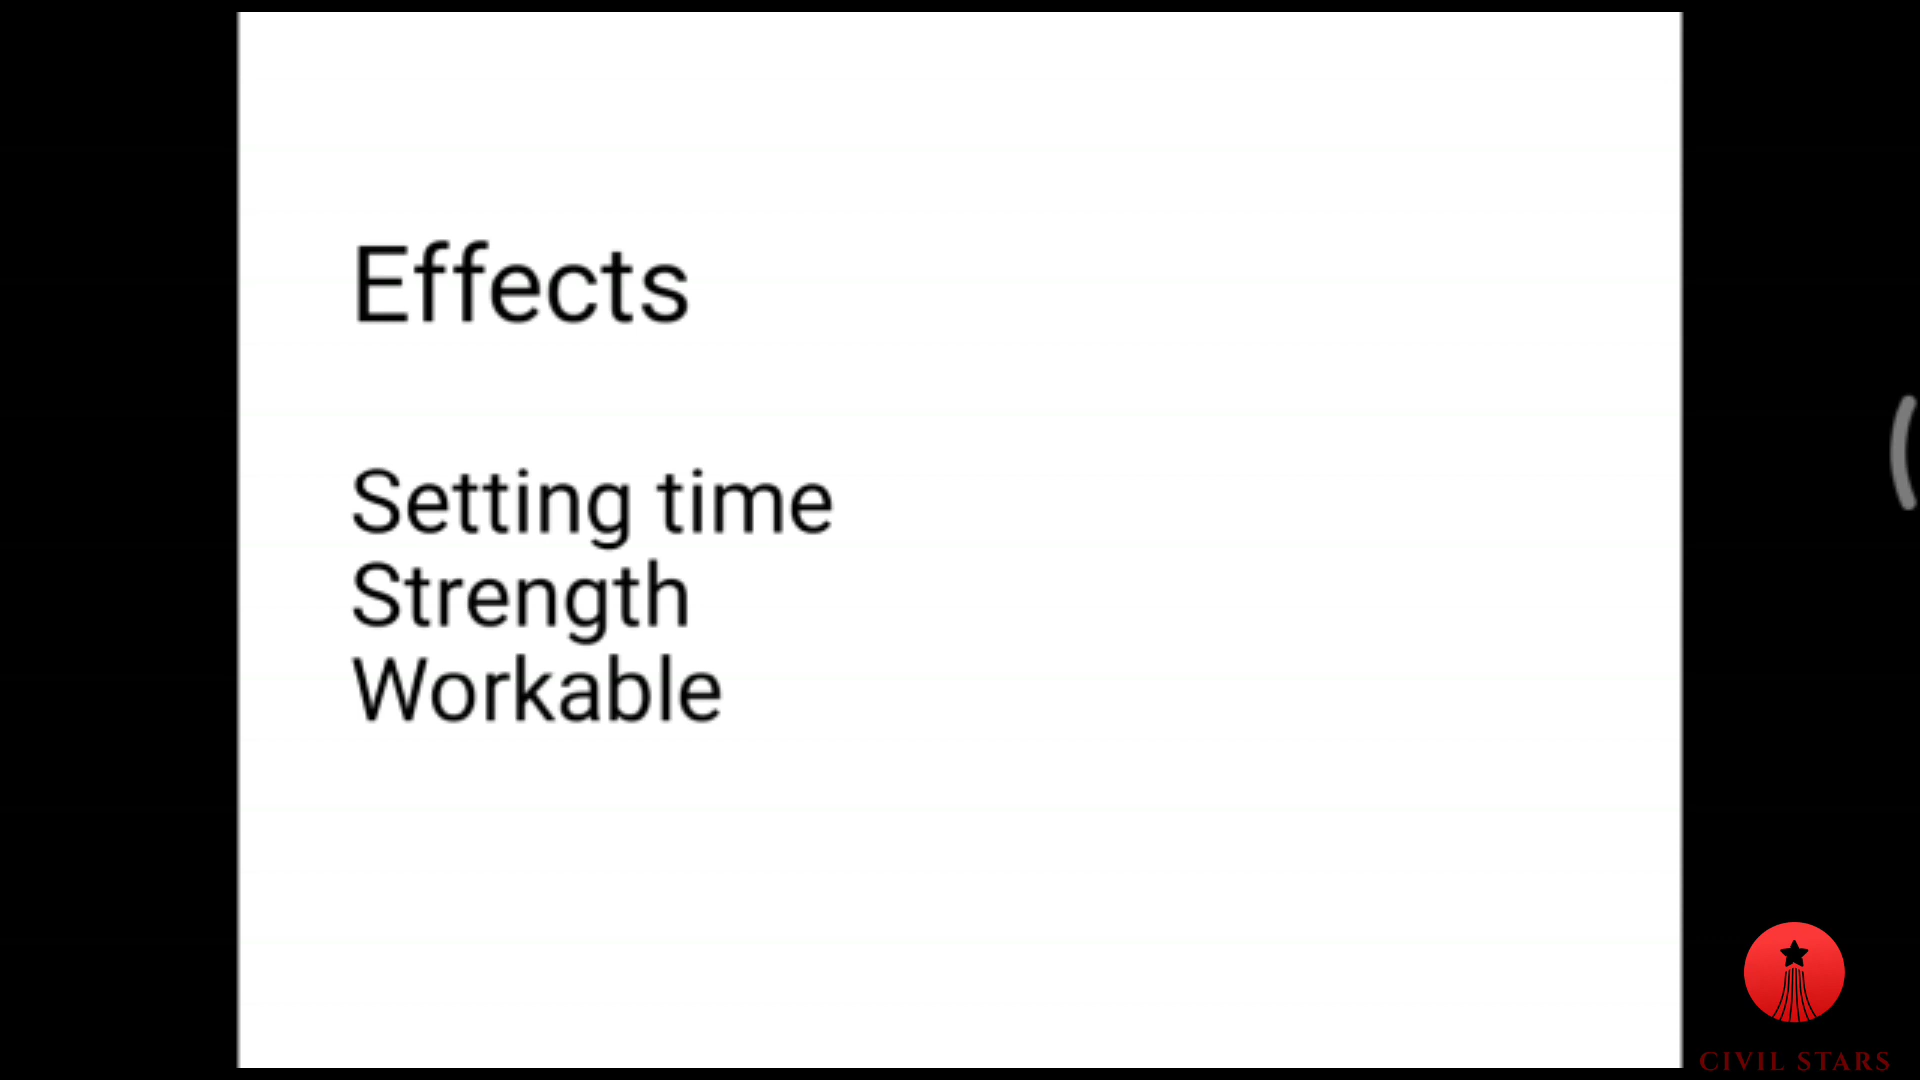 Effects
Setting time
Strength
Workable
CIVIL STARS